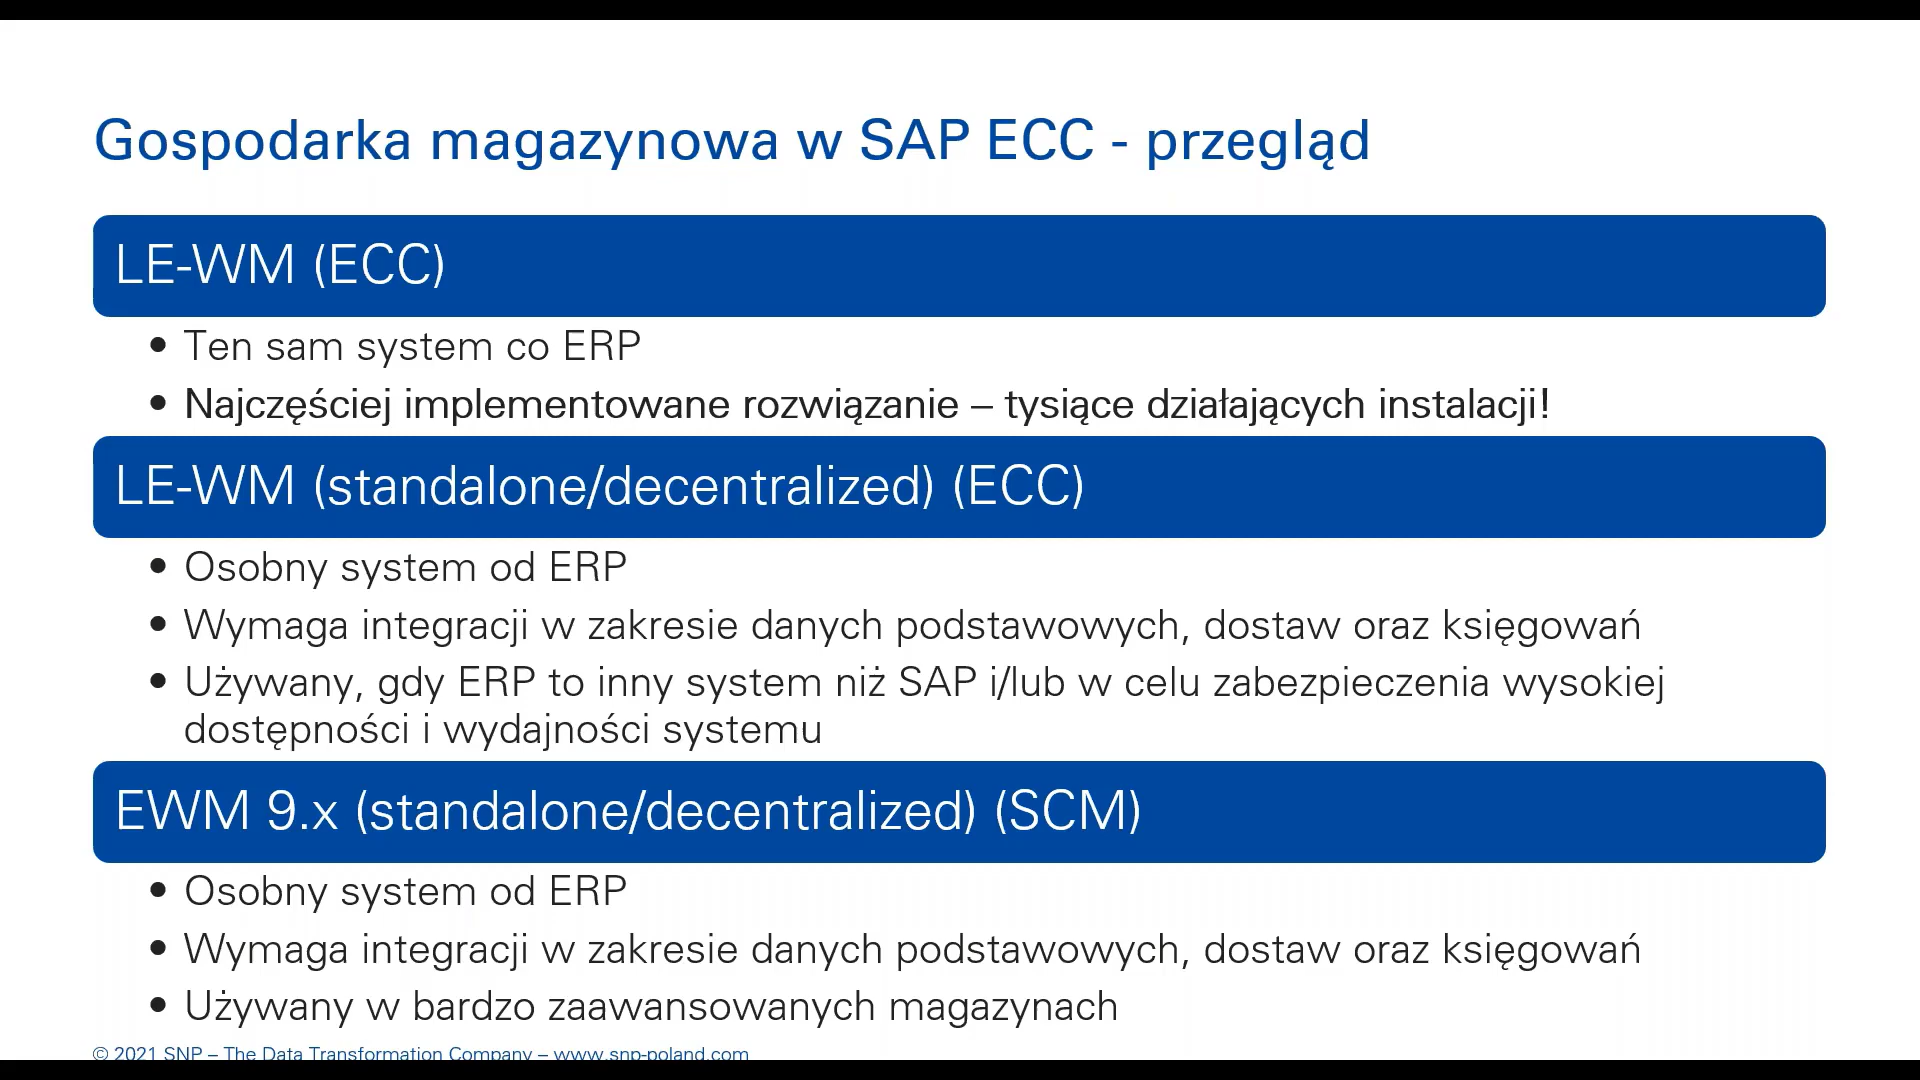 Gospodarka magazynowa w SAP ECC - przegląd
LE-WM (ECC)
• Ten sam system co ERP
• Najczęściej implementowane rozwiązanie – tysiące działających instalacji!
LE-WM (standalone/decentralized) (ECC)
• Osobny system od ERP
• Wymaga integracji w zakresie danych podstawowych, dostaw oraz księgowań
• Używany, gdy ERP to inny system niż SAP i/lub w celu zabezpieczenia wysokiej
dostępności i wydajności systemu
EWM 9.x (standalone/decentralized) (SCM)
• Osobny system od ERP
• Wymaga integracji w zakresie danych podstawowych, dostaw oraz księgowań
• Używany w bardzo zaawansowanych magazynach
© 2021 SNP – The Data Transformation Company – www.snp-poland.com